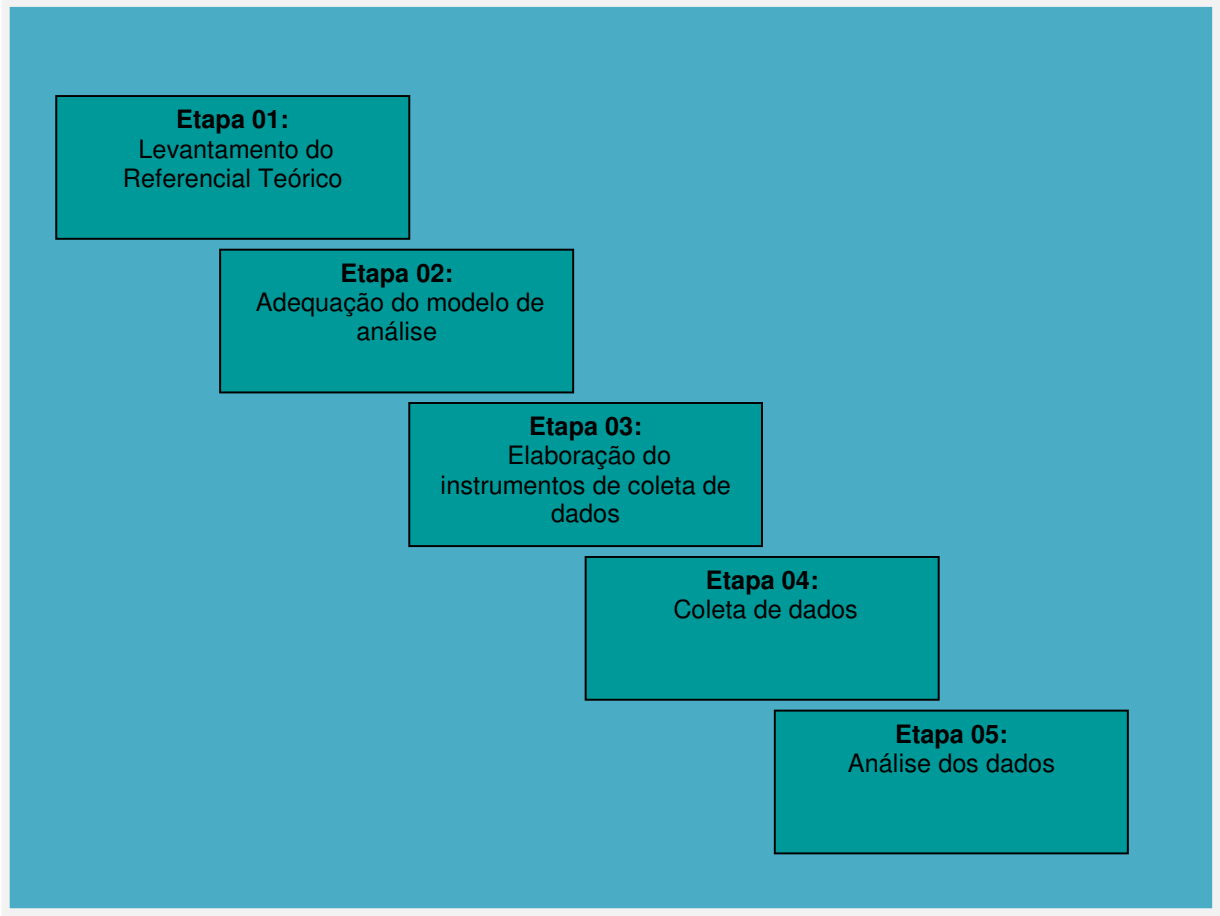 Etapa 01:
Levantamento do
Referencial Teórico
Etapa 02:
Adequação do modelo de
análise
Etapa 03:
Elaboração do
instrumentos de coleta de
dados
Etapa 04:
Coleta de dados
Etapa 05:
Análise dos dados